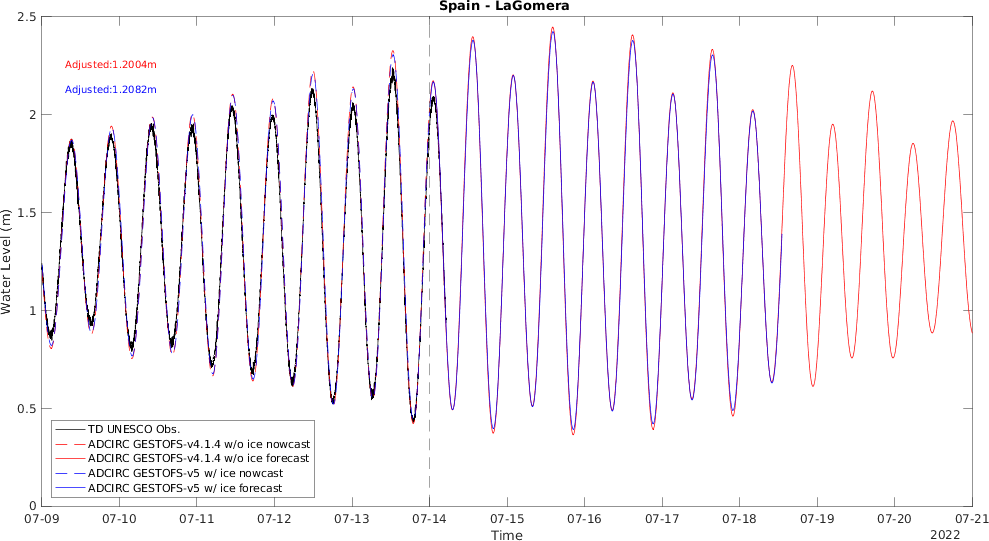 Spain - LaGomera
2.5
2
1.5
1
0.5
0
Water Level (m)
Adjusted:1.2004m
Adjusted:1.2082m
TD UNESCO Obs.
ADCIRC GESTOFS-v4.1.4 w/o ice nowcast
ADCIRC GESTOFS-v4.1.4 w/o ice forecast
ADCIRC GESTOFS-v5 w/ ice nowcast
ADCIRC GESTOFS-v5 w/ ice forecast
07-09 07-10 07-11 07-12 07-13 07-14 07-15 07-16 07-17 07-18 07-19 07-20 07-21
Time
2022